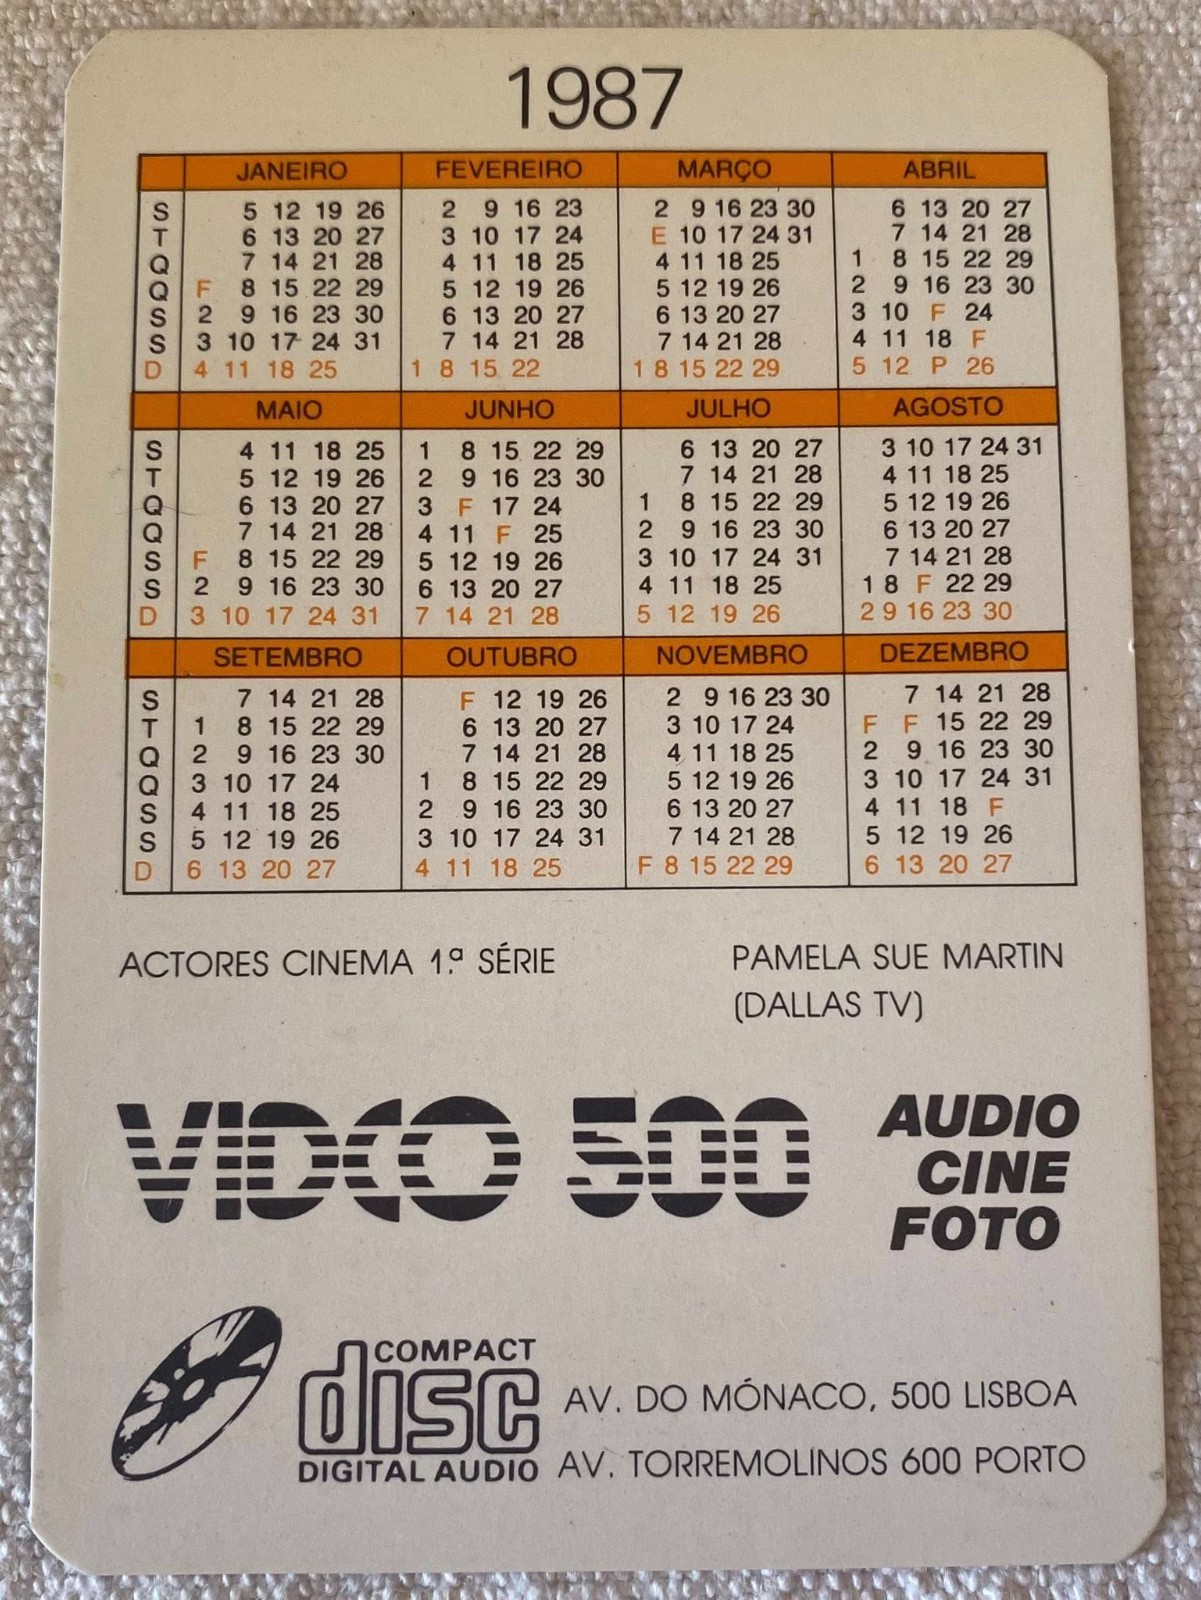 1987
JANEIRO FEVEREIRO MARÇO ABRIL
S 5 12 19 26 2 9 16 23 2 9 16 23 30 6 13 20 27
T 6 13 20 27 3 10 17 24 E 10 17 24 31 7 14 21 28
Q 7 14 21 28 4 11 18 25 4 11 18 25 1 8 15 22 29
Q F 8 15 22 29 5 12 19 26 5 12 19 26 2 9 16 23 30
S 2 9 16 23 30 6 13 20 27 6 13 20 27 3 10 F 24
S 3 10 17 24 31 7 14 21 28 7 14 21 28 4 11 18 F
D 4 11 18 25 1 8 15 22 1 8 15 22 29 5 12 P 26
MAIO JUNHO JULHO AGOSTO
S 4 11 18 25 1 8 15 22 29 6 13 20 27 3 10 17 24 31
T 5 12 19 26 2 9 16 23 30 7 14 21 28 4 11 18 25
Q 6 13 20 27 3 F 17 24 1 8 15 22 29 5 12 19 26
Q 7 14 21 28 4 11 F 25 2 9 16 23 30 6 13 20 27
S F 8 15 22 29 5 12 19 26 3 10 17 24 31 7 14 21 28
S 2 9 16 23 30 6 13 20 27 4 11 18 25 1 8 F 22 29
D 3 10 17 24 31 7 14 21 28 5 12 19 26 2 9 16 23 30
SETEMBRO OUTUBRO NOVEMBRO DEZEMBRO
S 7 14 21 28 F 12 19 26 2 9 16 23 30 7 14 21 28
T 1 8 15 22 29 6 13 20 27 3 10 17 24 F F 15 22 29
Q 2 9 16 23 30 7 14 21 28 4 11 18 25 2 9 16 23 30
Q 3 10 17 24 1 8 15 22 29 5 12 19 26 3 10 17 24 31
S 4 11 18 25 2 9 16 23 30 6 13 20 27 4 11 18 F
S 5 12 19 26 3 10 17 24 31 7 14 21 28 5 12 19 26
D 6 13 20 27 4 11 18 25 F 8 15 22 29 6 13 20 27
ACTORES CINEMA 1.ª SÉRIE
PAMELA SUE MARTIN
(DALLAS TV)
VIDEO 500
AUDIO
CINE
FOTO
COMPACT
disc
DIGITAL AUDIO
AV. DO MÓNACO, 500 LISBOA
AV. TORREMOLINOS 600 PORTO